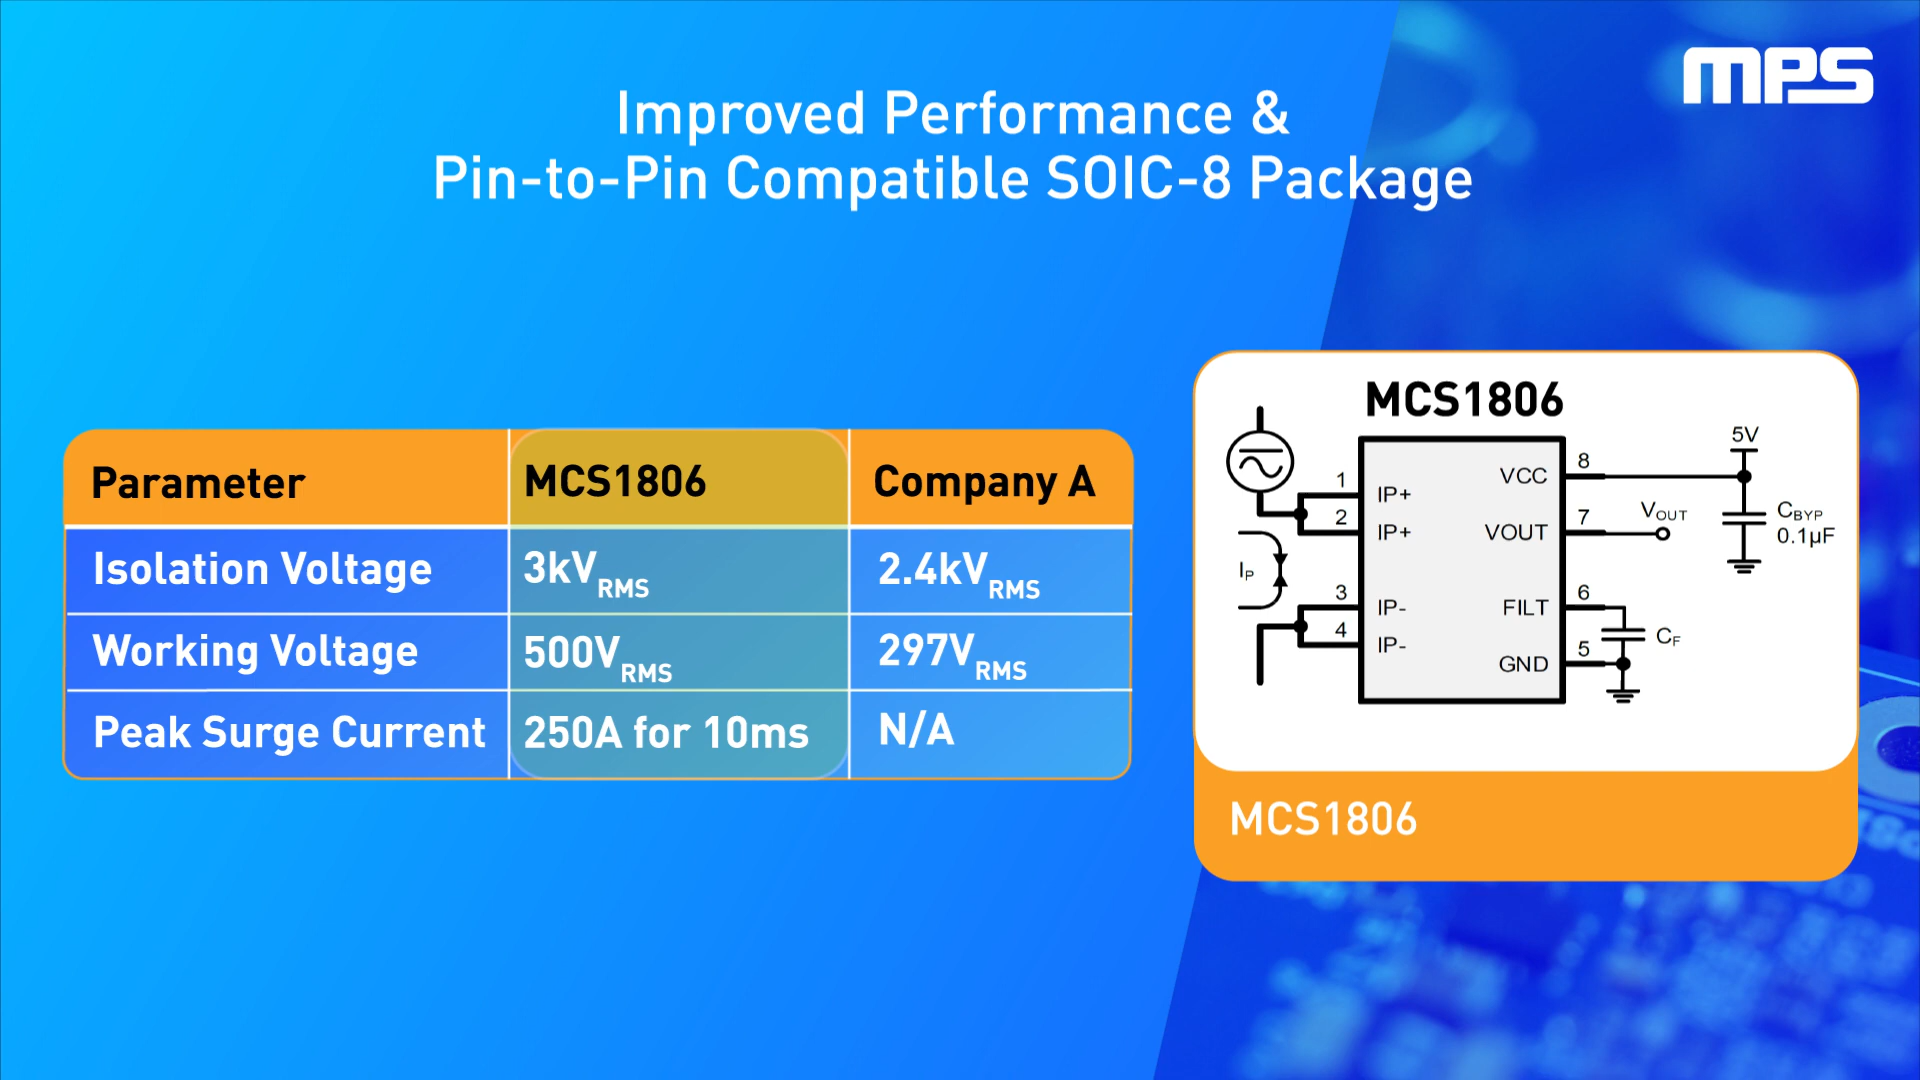 MPS
Improved Performance &
Pin-to-Pin Compatible SOIC-8 Package
Parameter MCS1806 Company A
Isolation Voltage 3kVRMS 2.4kVRMS
Working Voltage 500VRMS 297VRMS
Peak Surge Current 250A for 10ms N/A
MCS1806
5V
1 IP+ VCC 8
2 IP+ VOUT 7 VOUT CBYP
0.1µF
IP
3 IP- FILT 6
4 IP- CF
GND 5
MCS1806